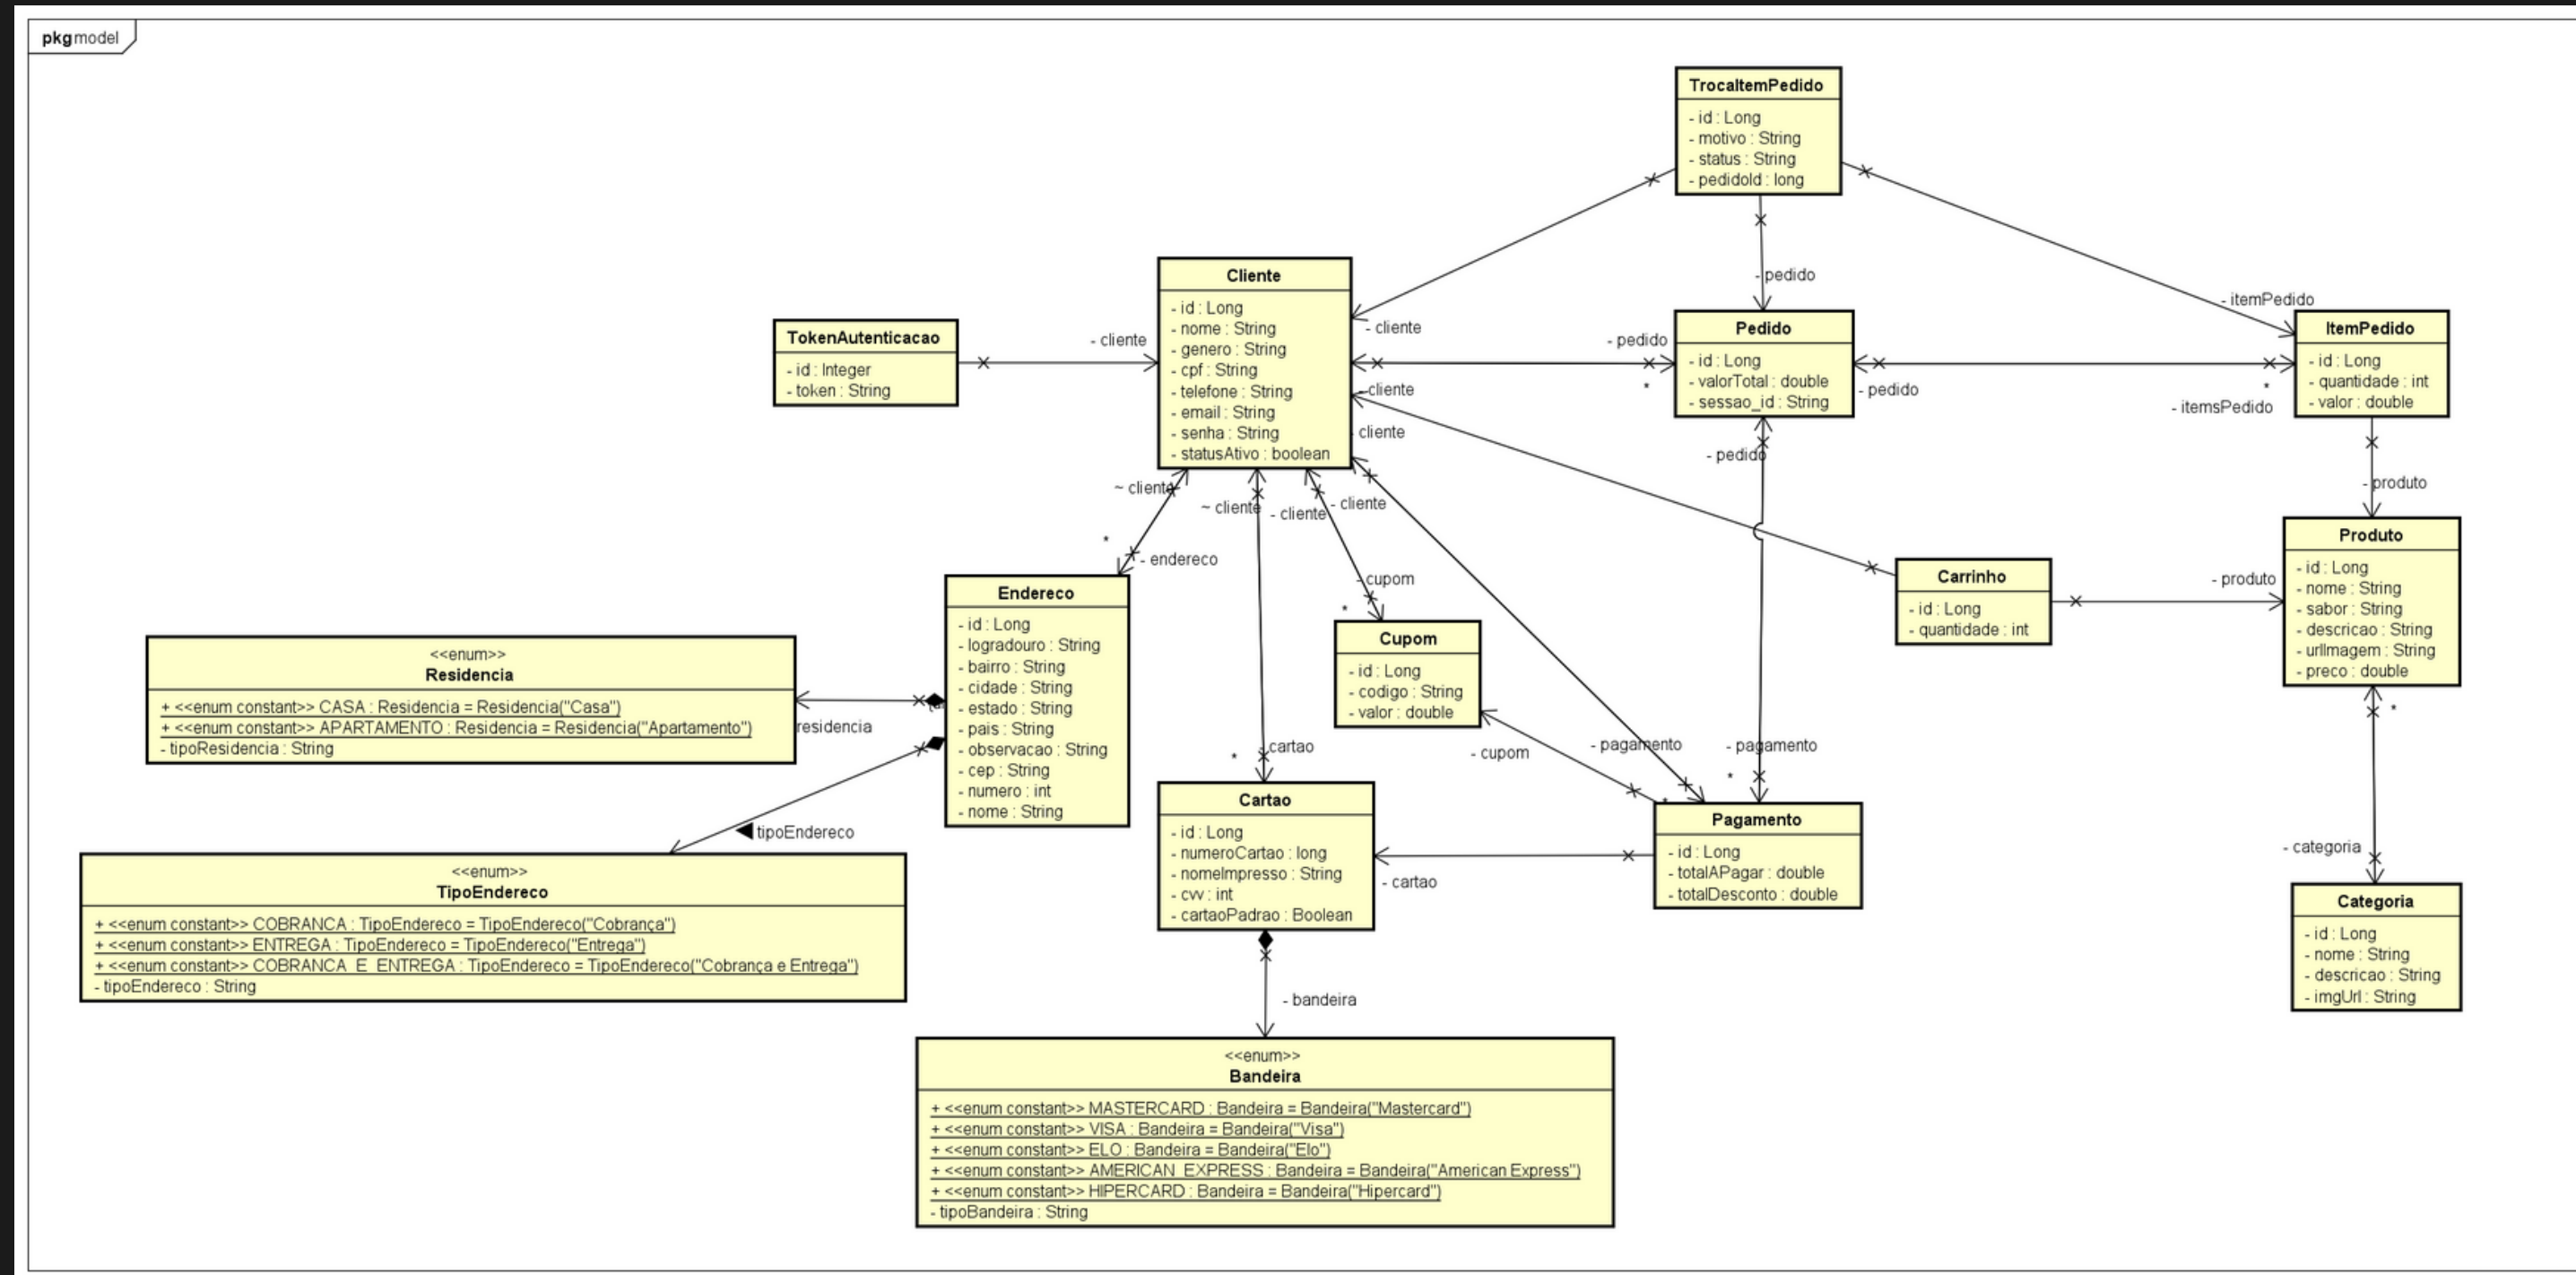 pkg model
TrocaItemPedido
- id : Long
- motivo : String
- status : String
- pedidoId : long
- cliente
- pedido
- itemPedido
TokenAutenticacao
- id : Integer
- token : String
- cliente
Cliente
- id : Long
- nome : String
- genero : String
- cpf : String
- telefone : String
- email : String
- senha : String
- statusAtivo : boolean
- pedido
*
- cliente
- cliente
Pedido
- id : Long
- valorTotal : double
- sessao_id : String
- pedido
*
- itemsPedido
ItemPedido
- id : Long
- quantidade : int
- valor : double
- pedido
- produto
~ cliente
~ cliente
- cliente
- cliente
*
- endereco
- cupom
*
Endereco
- id : Long
- logradouro : String
- bairro : String
- cidade : String
- estado : String
- pais : String
- observacao : String
- cep : String
- numero : int
- nome : String
Cupom
- id : Long
- codigo : String
- valor : double
Carrinho
- id : Long
- quantidade : int
- produto
Produto
- id : Long
- nome : String
- sabor : String
- descricao : String
- urlImagem : String
- preco : double
*
<<enum>>
Residencia
+ <<enum constant>> CASA : Residencia = Residencia("Casa")
+ <<enum constant>> APARTAMENTO : Residencia = Residencia("Apartamento")
- tipoResidencia : String
residencia
tipoEndereco
<<enum>>
TipoEndereco
+ <<enum constant>> COBRANCA : TipoEndereco = TipoEndereco("Cobrança")
+ <<enum constant>> ENTREGA : TipoEndereco = TipoEndereco("Entrega")
+ <<enum constant>> COBRANCA_E_ENTREGA : TipoEndereco = TipoEndereco("Cobrança e Entrega")
- tipoEndereco : String
*
- cartao
- cupom
*
- pagamento
- pagamento
*
Cartao
- id : Long
- numeroCartao : long
- nomeImpresso : String
- cvv : int
- cartaoPadrao : Boolean
- cartao
Pagamento
- id : Long
- totalAPagar : double
- totalDesconto : double
- categoria
Categoria
- id : Long
- nome : String
- descricao : String
- imgUrl : String
- bandeira
<<enum>>
Bandeira
+ <<enum constant>> MASTERCARD : Bandeira = Bandeira("Mastercard")
+ <<enum constant>> VISA : Bandeira = Bandeira("Visa")
+ <<enum constant>> ELO : Bandeira = Bandeira("Elo")
+ <<enum constant>> AMERICAN_EXPRESS : Bandeira = Bandeira("American Express")
+ <<enum constant>> HIPERCARD : Bandeira = Bandeira("Hipercard")
- tipoBandeira : String